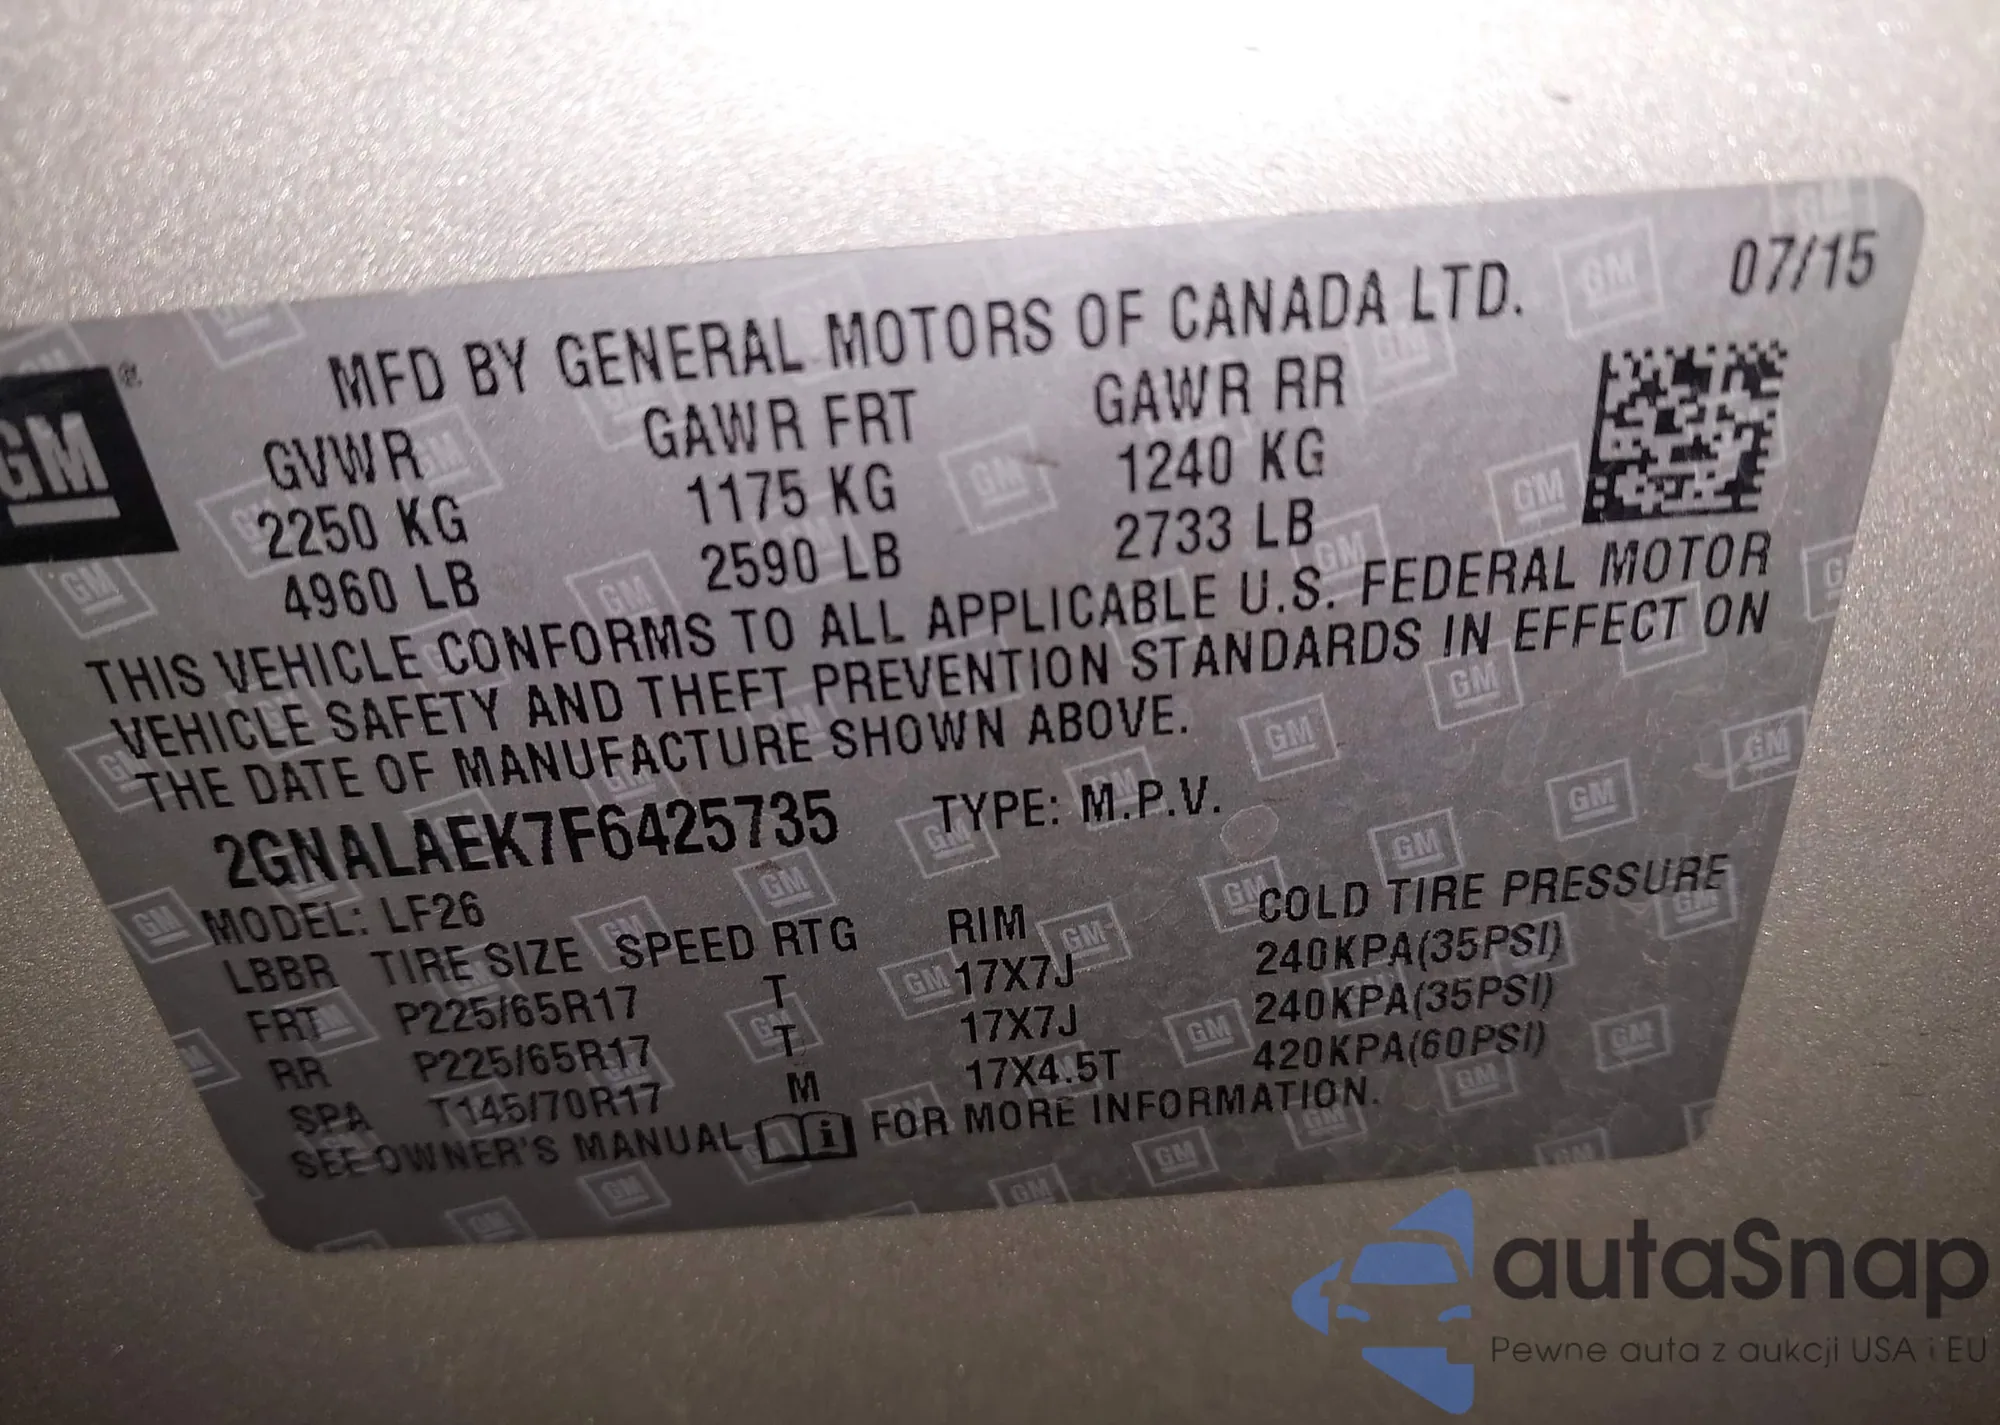 07/15
MFD BY GENERAL MOTORS OF CANADA LTD.
GM
GVWR GAWR FRT GAWR RR
2250 KG 1175 KG 1240 KG
4960 LB 2590 LB 2733 LB
THIS VEHICLE CONFORMS TO ALL APPLICABLE U.S. FEDERAL MOTOR
VEHICLE SAFETY AND THEFT PREVENTION STANDARDS IN EFFECT ON
THE DATE OF MANUFACTURE SHOWN ABOVE.
2GNALAEK7F6425735 TYPE: M.P.V.
MODEL: LF26
LBBR TIRE SIZE SPEED RTG RIM COLD TIRE PRESSURE
FRT P225/65R17 T 17X7J 240KPA(35PSI)
RR P225/65R17 T 17X7J 240KPA(35PSI)
SPA T145/70R17 M 17X4.5T 420KPA(60PSI)
SEE OWNER'S MANUAL FOR MORE INFORMATION.
autaSnap
Pewne auta z aukcji USA i EU